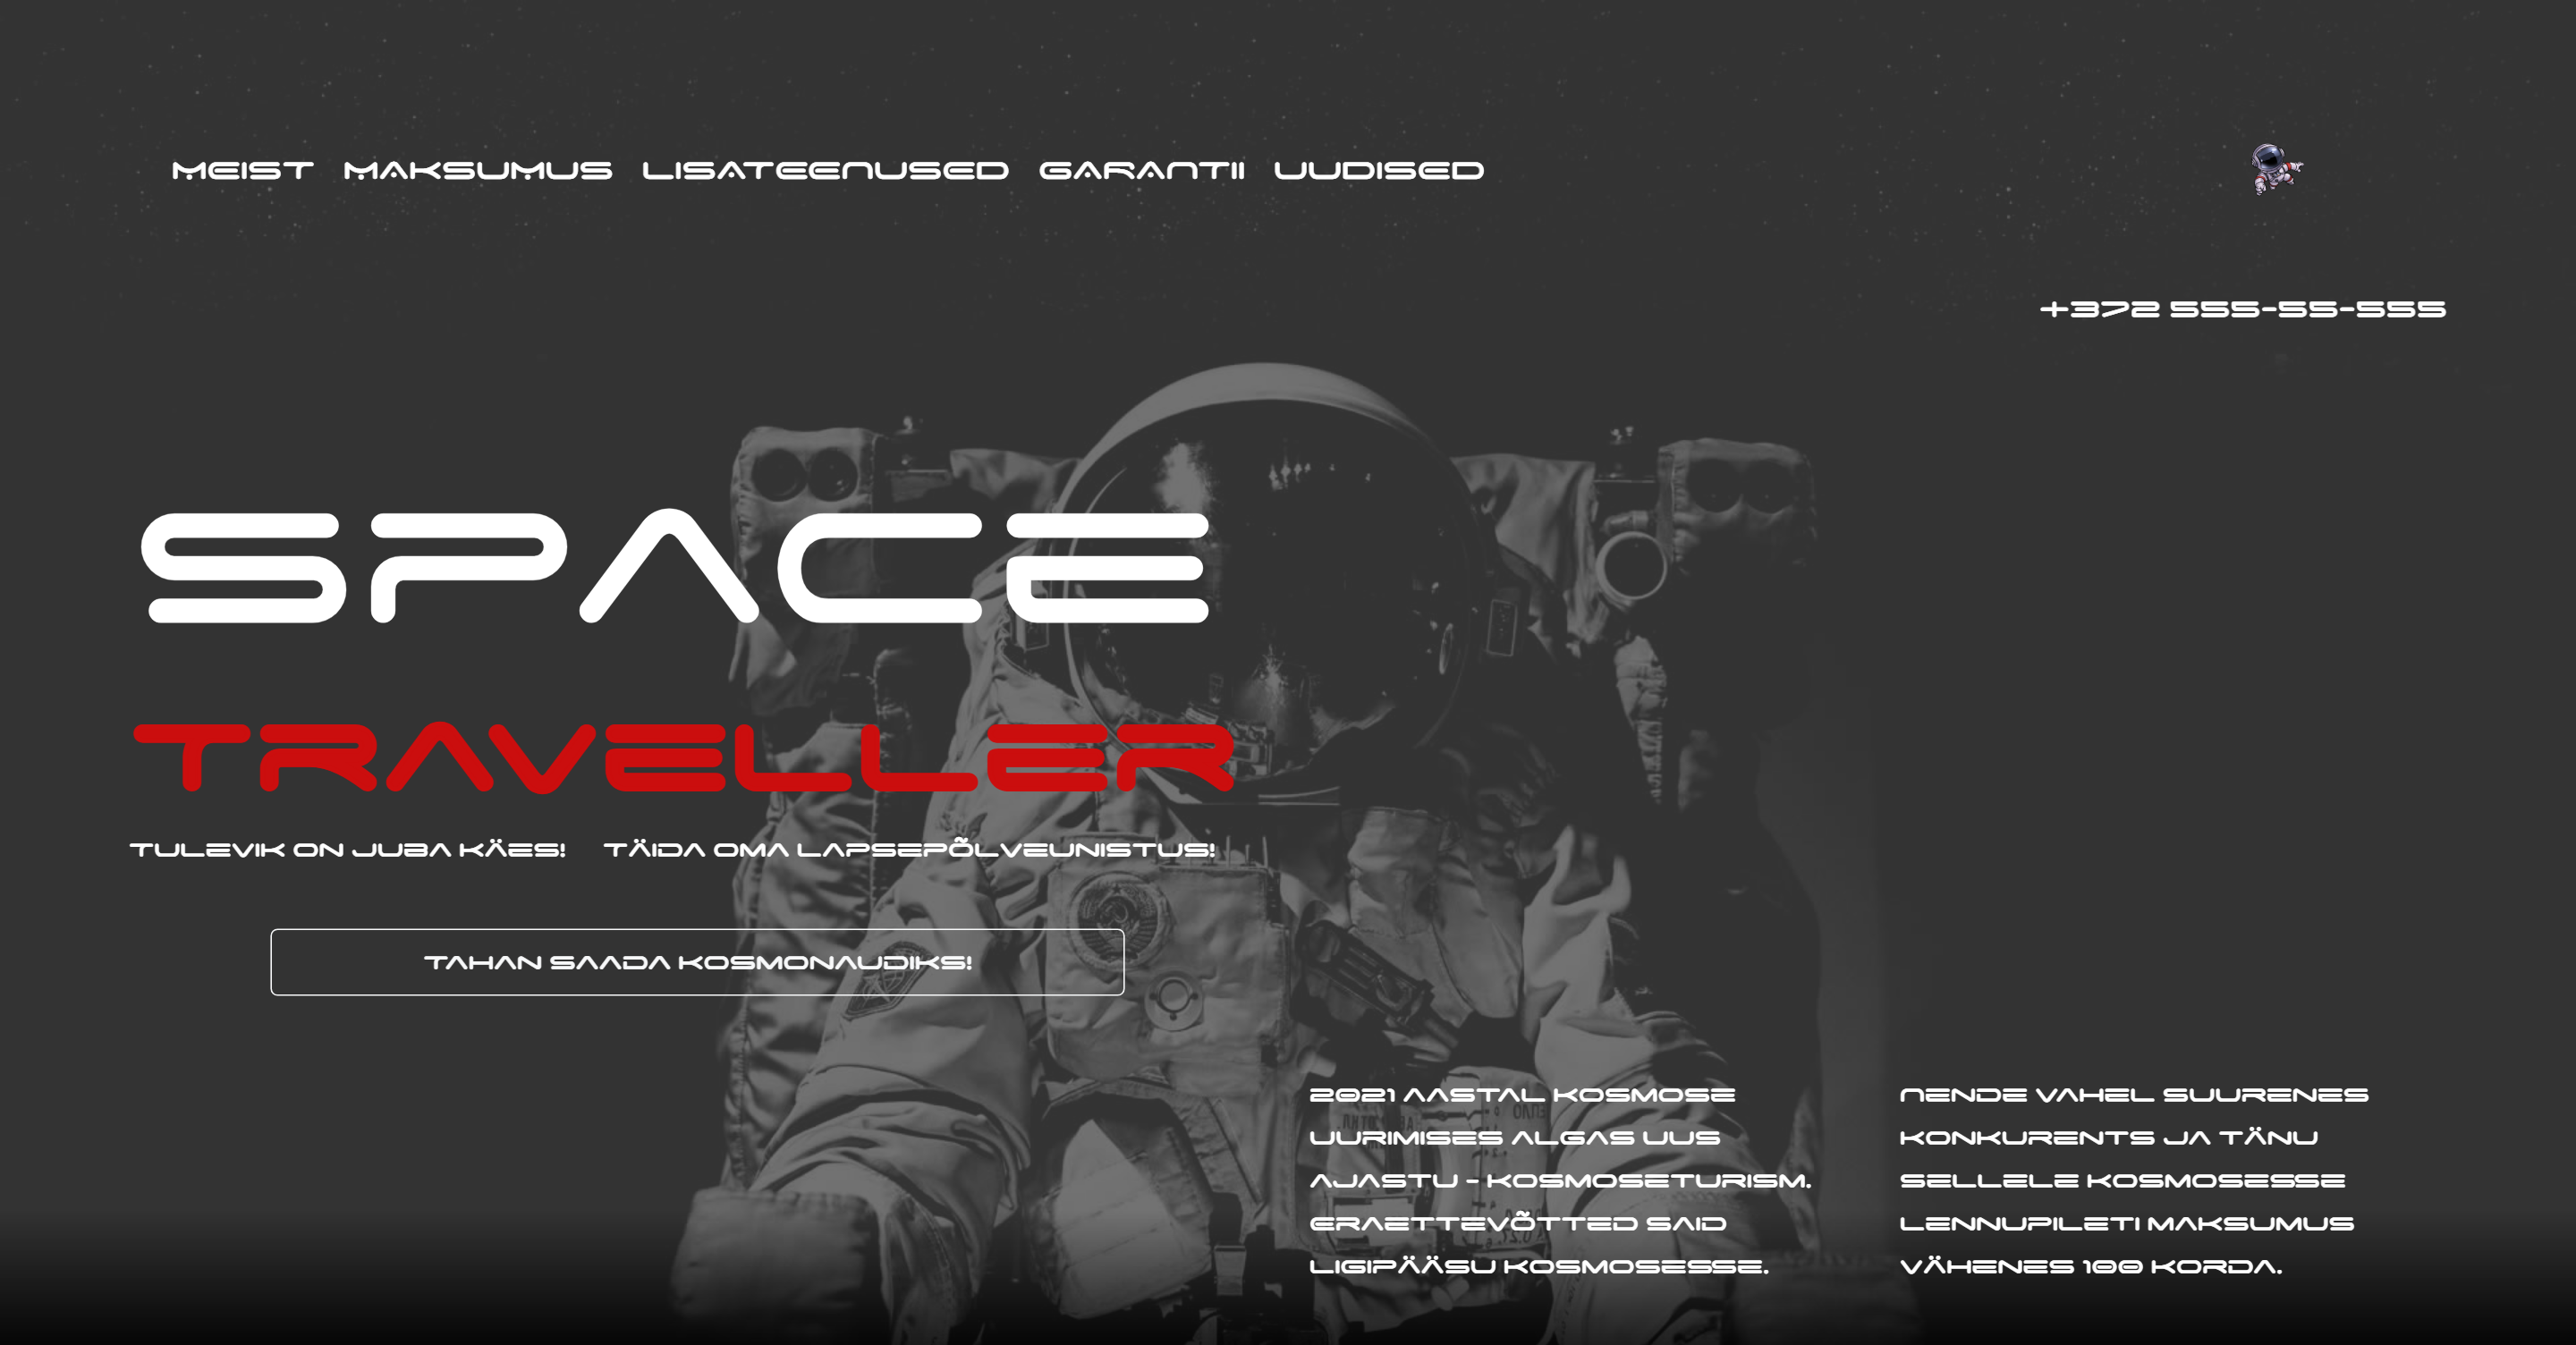 MEIST MAKSUMUS LISATEENUSED GARANTII UUDISED
+372 555-55-555
SPACE
TRAVELLER
TULEVIK ON JUBA KÄES! TÄIDA OMA LAPSEPÕLVEUNISTUS!
TAHAN SAADA KOSMONAUDIKS!
2021 AASTAL KOSMOSE
UURIMISES ALGAS UUS
AJASTU - KOSMOSETURISM.
ERAETTEVÕTTED SAID
LIGIPÄÄSU KOSMOSESSE.
NENDE VAHEL SUURENES
KONKURENTS JA TÄNU
SELLELE KOSMOSESSE
LENNUPILETI MAKSUMUS
VÄHENES 100 KORDA.